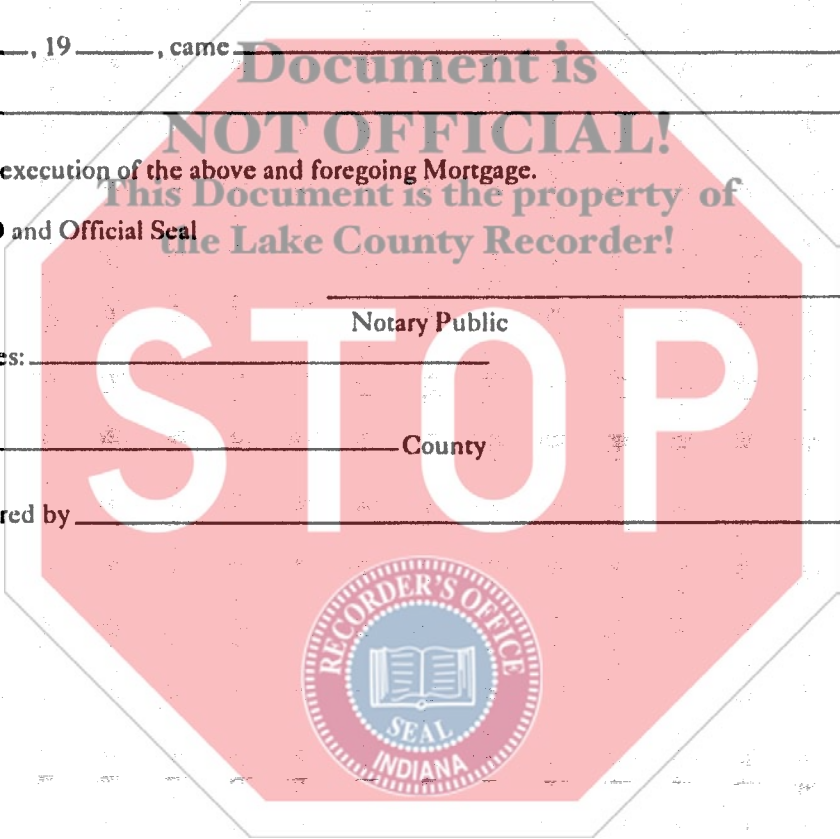 , 19 , came
Document is
NOT OFFICIAL!
execution of the above and foregoing Mortgage.
This Document is the property of
and Official Seal
the Lake County Recorder!
Notary Public
es:
STOP
County
red by
RECORDER'S OFFICE
SEAL
INDIANA